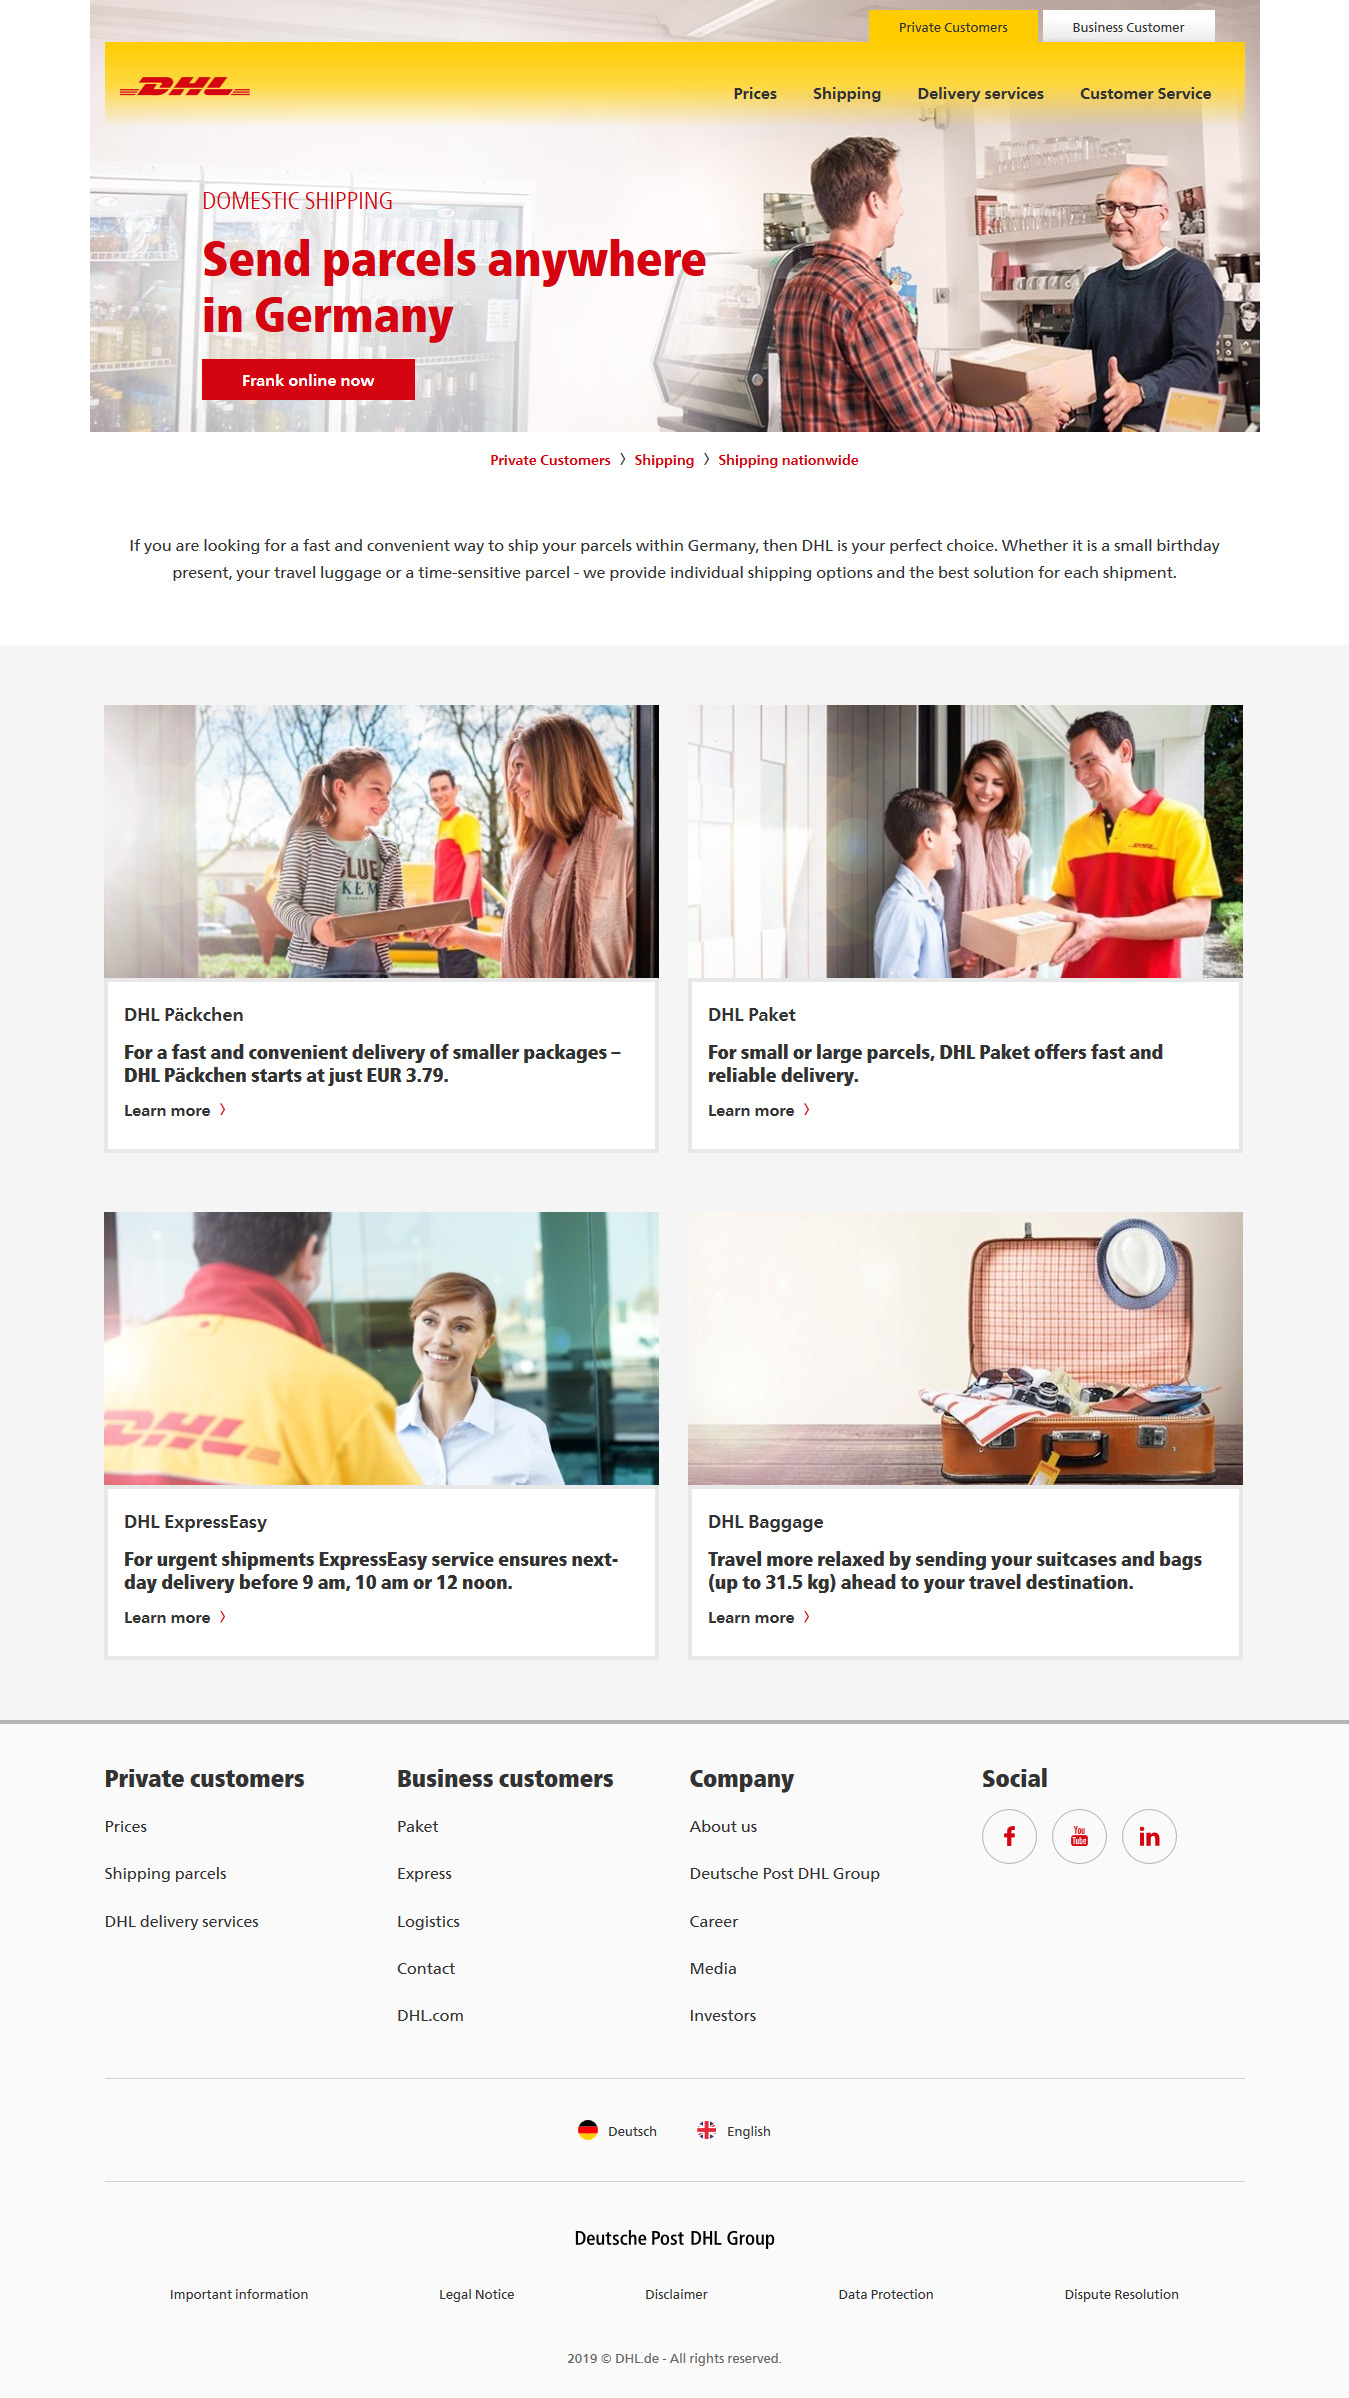 Private Customers
Business Customer
DHL
Prices
Shipping
Delivery services
Customer Service
DOMESTIC SHIPPING
Send parcels anywhere
in Germany
Frank online now
Private Customers 〉 Shipping 〉 Shipping nationwide
If you are looking for a fast and convenient way to ship your parcels within Germany, then DHL is your perfect choice. Whether it is a small birthday
present, your travel luggage or a time-sensitive parcel - we provide individual shipping options and the best solution for each shipment.
BLUE
DHL
DHL Päckchen
For a fast and convenient delivery of smaller packages –
DHL Päckchen starts at just EUR 3.79.
Learn more 〉
DHL Paket
For small or large parcels, DHL Paket offers fast and
reliable delivery.
Learn more 〉
DHL
DHL ExpressEasy
For urgent shipments ExpressEasy service ensures next-
day delivery before 9 am, 10 am or 12 noon.
Learn more 〉
DHL Baggage
Travel more relaxed by sending your suitcases and bags
(up to 31.5 kg) ahead to your travel destination.
Learn more 〉
Private customers
Prices
Shipping parcels
DHL delivery services
Business customers
Paket
Express
Logistics
Contact
DHL.com
Company
About us
Deutsche Post DHL Group
Career
Media
Investors
Social
f
You
Tube
in
Deutsch
English
Deutsche Post DHL Group
Important information
Legal Notice
Disclaimer
Data Protection
Dispute Resolution
2019 © DHL.de - All rights reserved.